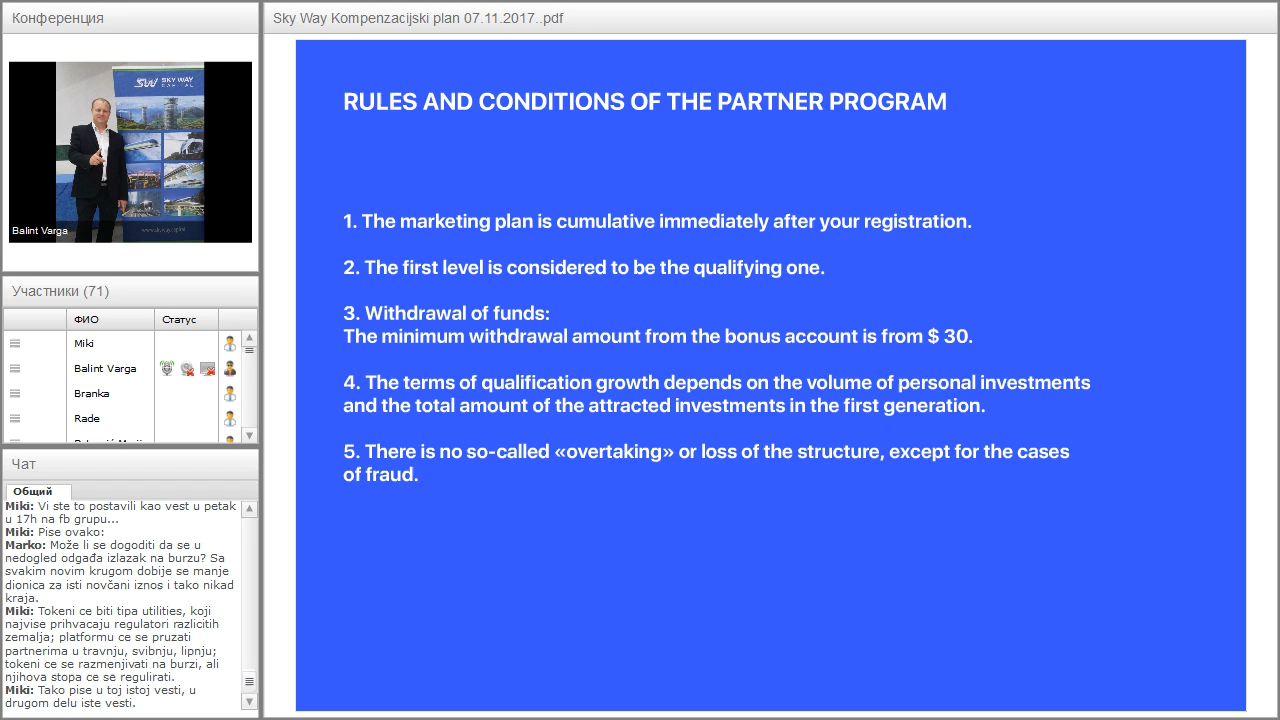 Конференция
SKY WAY
CAPITAL
Balint Varga
Участники (71)
ФИО
Статус
Miki
Balint Varga
Branka
Rade
Чат
Общий
Miki: Vi ste to postavili kao vest u petak
u 17h na fb grupu...
Miki: Pise ovako:
Marko: Može li se dogoditi da se u
nedogled odgađa izlazak na burzu? Sa
svakim novim krugom dobije se manje
dionica za isti novčani iznos i tako nikad
kraja.
Miki: Tokeni ce biti tipa utilities, koji
najvise prihvacaju regulatori razlicitih
zemalja; platformu ce se pruzati
partnerima u travnju, svibnju, lipnju;
tokeni ce se razmenjivati na burzi, ali
njihova stopa ce se regulirati.
Miki: Tako pise u toj istoj vesti, u
drugom delu iste vesti.
Sky Way Kompenzacijski plan 07.11.2017..pdf
RULES AND CONDITIONS OF THE PARTNER PROGRAM
1. The marketing plan is cumulative immediately after your registration.
2. The first level is considered to be the qualifying one.
3. Withdrawal of funds:
The minimum withdrawal amount from the bonus account is from $ 30.
4. The terms of qualification growth depends on the volume of personal investments
and the total amount of the attracted investments in the first generation.
5. There is no so-called «overtaking» or loss of the structure, except for the cases
of fraud.